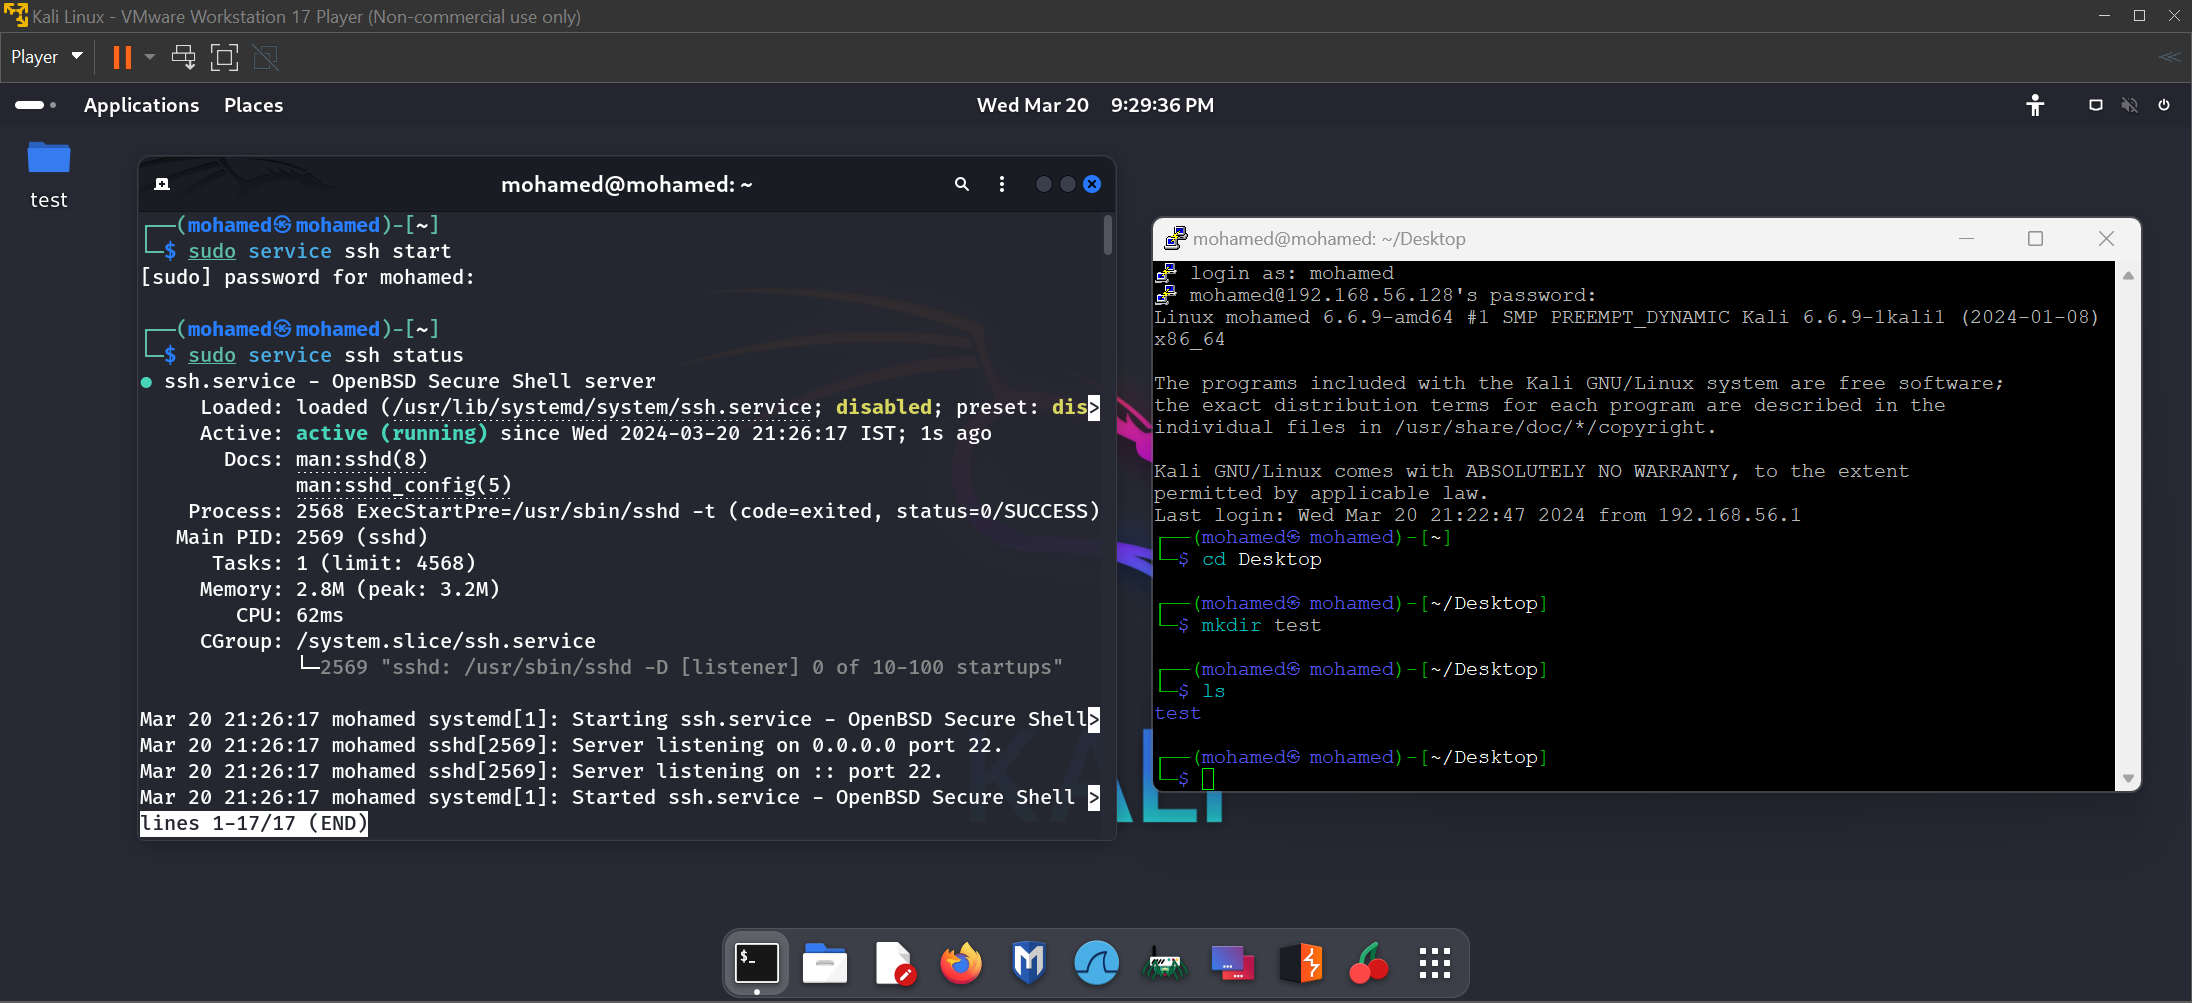 Kali Linux - VMware Workstation 17 Player (Non-commercial use only)
Player
Applications Places Wed Mar 20 9:29:36 PM
test
mohamed@mohamed: ~
┌──(mohamed㉿mohamed)-[~]
└─$ sudo service ssh start
[sudo] password for mohamed:
┌──(mohamed㉿mohamed)-[~]
└─$ sudo service ssh status
● ssh.service - OpenBSD Secure Shell server
Loaded: loaded (/usr/lib/systemd/system/ssh.service; disabled; preset: dis>
Active: active (running) since Wed 2024-03-20 21:26:17 IST; 1s ago
Docs: man:sshd(8)
man:sshd_config(5)
Process: 2568 ExecStartPre=/usr/sbin/sshd -t (code=exited, status=0/SUCCESS)
Main PID: 2569 (sshd)
Tasks: 1 (limit: 4568)
Memory: 2.8M (peak: 3.2M)
CPU: 62ms
CGroup: /system.slice/ssh.service
└─2569 "sshd: /usr/sbin/sshd -D [listener] 0 of 10-100 startups"
Mar 20 21:26:17 mohamed systemd[1]: Starting ssh.service - OpenBSD Secure Shell>
Mar 20 21:26:17 mohamed sshd[2569]: Server listening on 0.0.0.0 port 22.
Mar 20 21:26:17 mohamed sshd[2569]: Server listening on :: port 22.
Mar 20 21:26:17 mohamed systemd[1]: Started ssh.service - OpenBSD Secure Shell >
lines 1-17/17 (END)
mohamed@mohamed: ~/Desktop
login as: mohamed
mohamed@192.168.56.128's password:
Linux mohamed 6.6.9-amd64 #1 SMP PREEMPT_DYNAMIC Kali 6.6.9-1kali1 (2024-01-08)
x86_64
The programs included with the Kali GNU/Linux system are free software;
the exact distribution terms for each program are described in the
individual files in /usr/share/doc/*/copyright.
Kali GNU/Linux comes with ABSOLUTELY NO WARRANTY, to the extent
permitted by applicable law.
Last login: Wed Mar 20 21:22:47 2024 from 192.168.56.1
┌──(mohamed㉿mohamed)-[~]
└─$ cd Desktop
┌──(mohamed㉿mohamed)-[~/Desktop]
└─$ mkdir test
┌──(mohamed㉿mohamed)-[~/Desktop]
└─$ ls
test
┌──(mohamed㉿mohamed)-[~/Desktop]
└─$
KALI